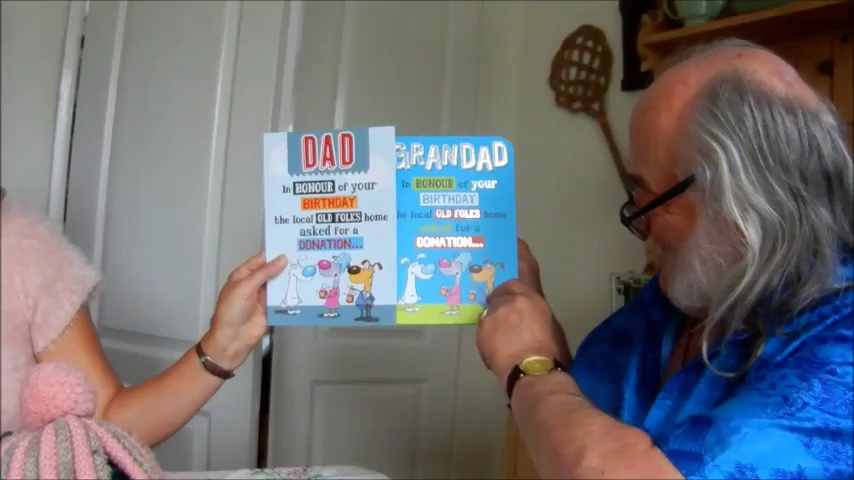 DAD
In HONOUR of your
BIRTHDAY
the local OLD FOLKS home
asked for a
DONATION...
GRANDAD
In HONOUR of your
BIRTHDAY
the local OLD FOLKS home
asked for a
DONATION...